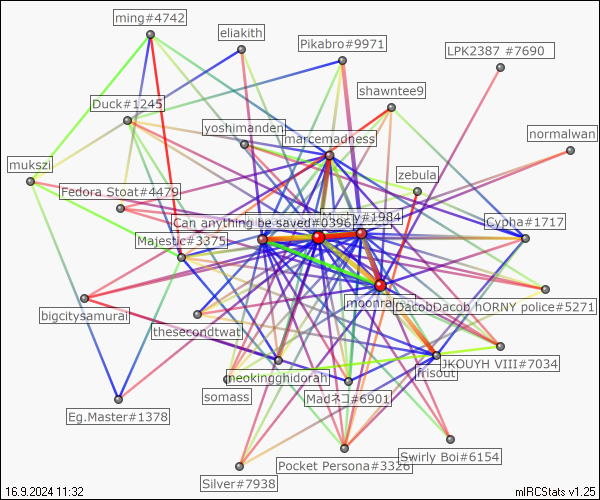 ming#4742
eliakith
Pikabro#9971
LPK2387 #7690
shawntee9
Duck#1245
yoshimanden
marcemadness
normalwan
mukszi
Fedora Stoat#4479
zebula
Can anything be saved#0396
#1984
Cypha#1717
Majestic#3375
moonra
DacobDacob
hORNY police#5271
bigcitysamurai
thesecondtwat
meokingghidorah
frisout
JKOUYH VIII#7034
somass
Madネコ#6901
Eg.Master#1378
Swirly Boi#6154
Pocket Persona#3326
Silver#7938
16.9.2024 11:32
mIRCStats v1.25